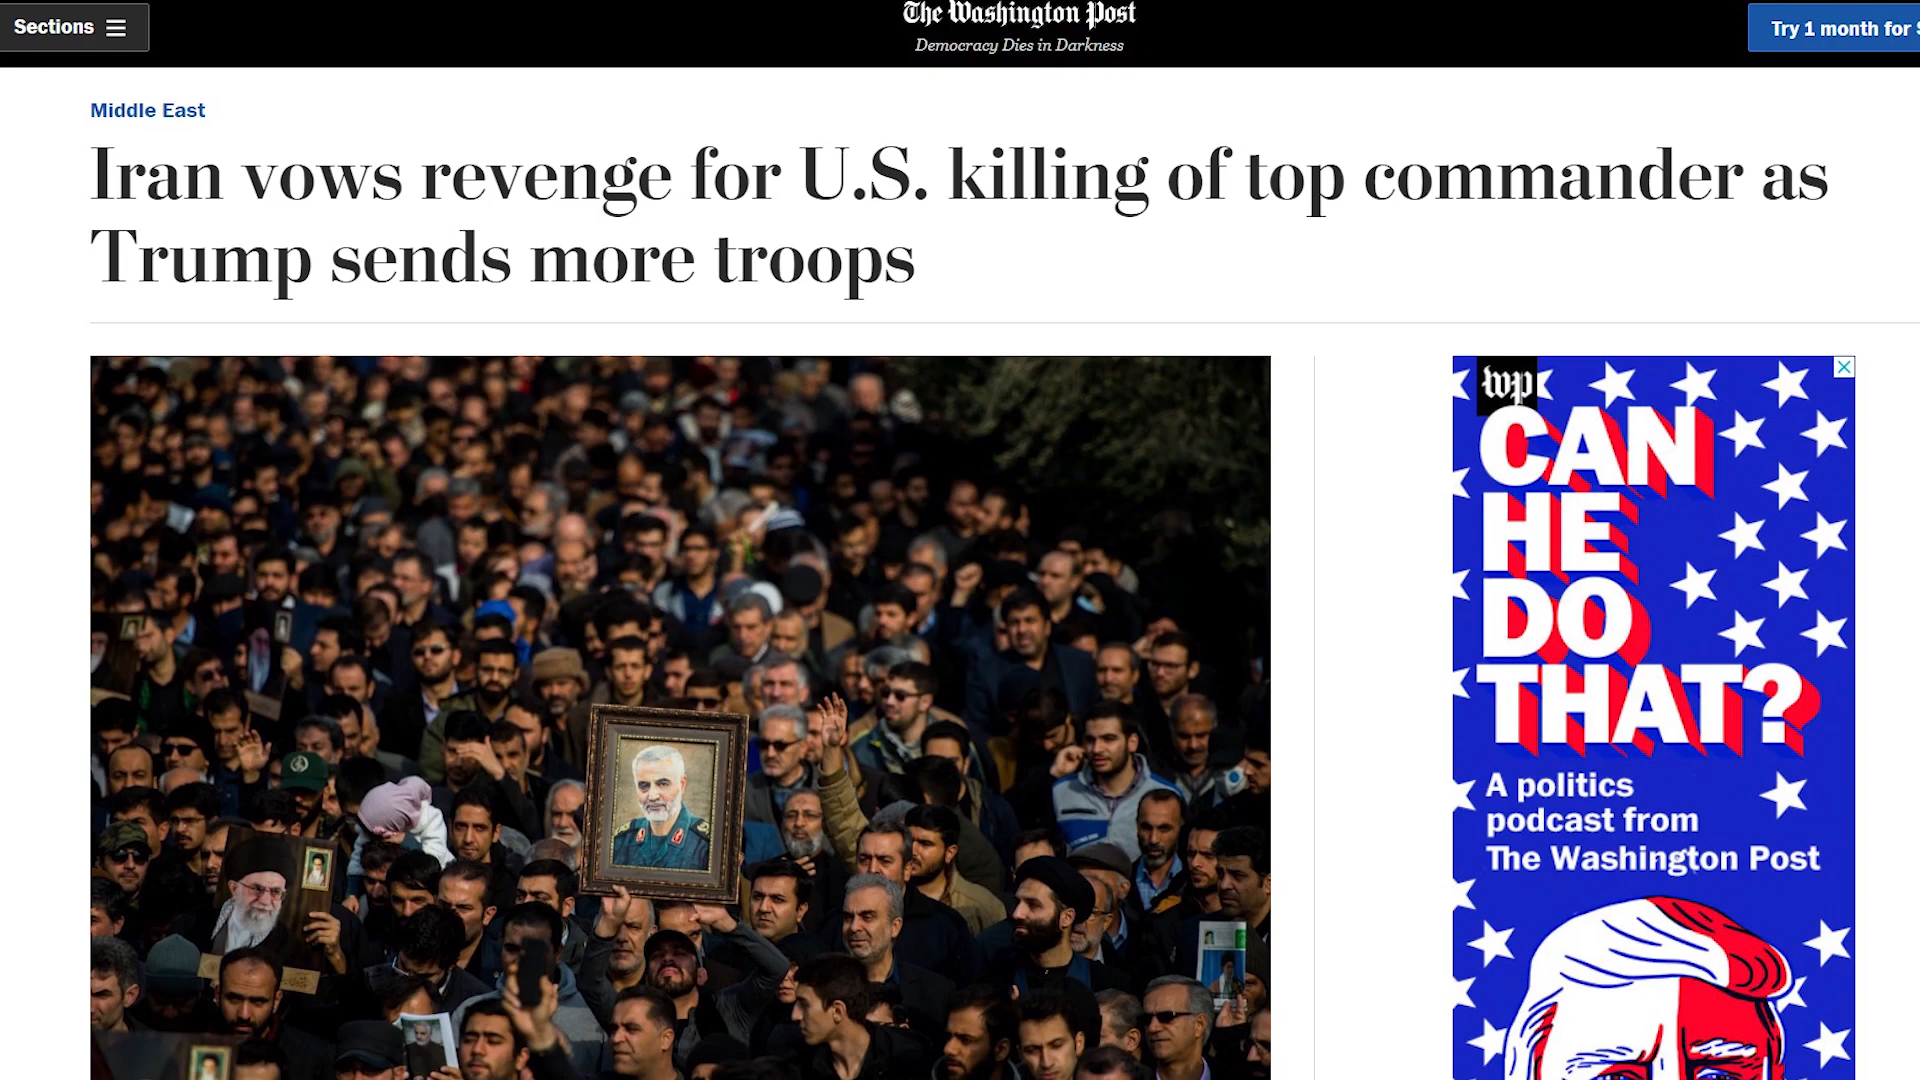 Sections
The Washington Post
Democracy Dies in Darkness
Try 1 month for
Middle East
Iran vows revenge for U.S. killing of top commander as
Trump sends more troops
wp
CAN
HE
DO
THAT?
A politics
podcast from
The Washington Post